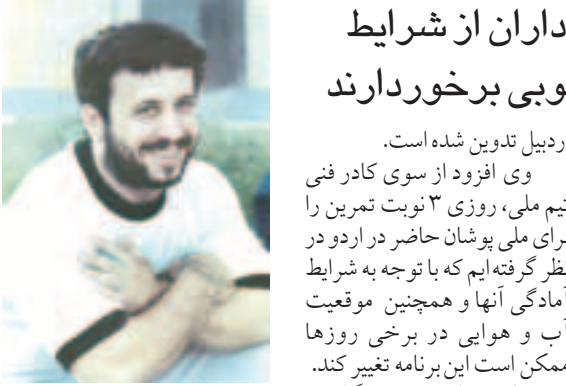 داران از شرایط
وبی برخوردارند
ردبیل تدوین شده است.
وی افزود از سوی کادر فنی
تیم ملی، روزی ۳ نوبت تمرین را
برای ملی پوشان حاضر در اردو در
نظر گرفته‌ایم که با توجه به شرایط
آمادگی آنها و همچنین موقعیت
آب و هوایی در برخی روزها
ممکن است این برنامه تغییر کند.